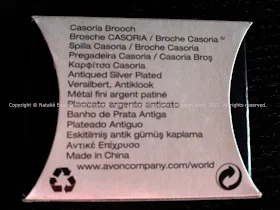 Casoria Brooch
Brosche CASORIA / Broche Casoria
Spilla Casoria / Broche Casoria
Pregadeira Casoria / Casoria Broş
Καρφίτσα Casoria
Antiqued Silver Plated
Versilbert, Antiklook
Métal fini argent patiné
Placcato argento anticato
Banho de Prata Antiga
Plateado Antiguo
Eskitilmiş antik gümüş kaplama
Αντικέ Επίχρυσο
Made in China
www.avoncompany.com/world